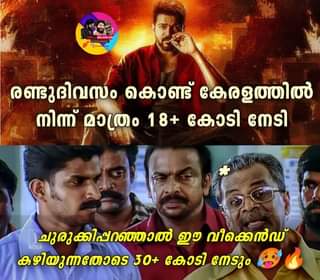 രണ്ടുദിവസം കൊണ്ട് കേരളത്തിൽ
നിന്ന് മാത്രം 18+ കോടി നേടി
ചുരുക്കിപ്പറഞ്ഞാൽ ഈ വീക്കെൻഡ്
കഴിയുന്നതോടെ 30+ കോടി നേടും 🥵🔥